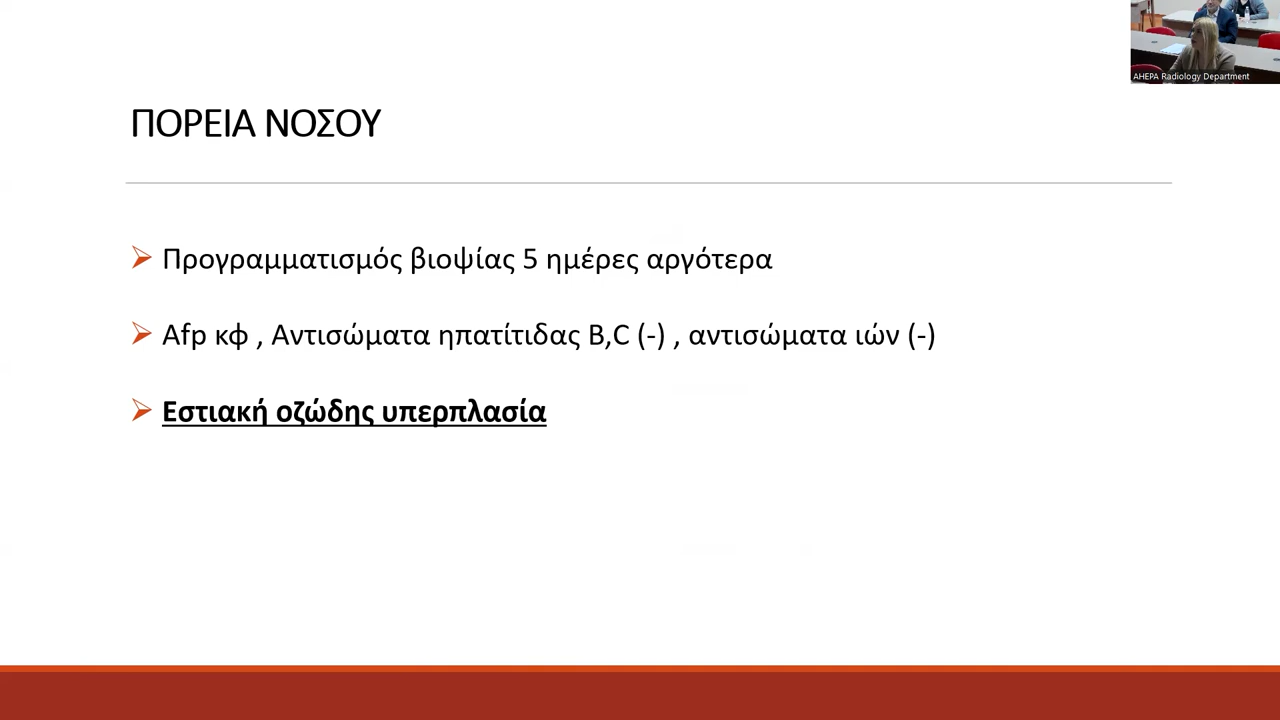 AHEPA Radiology Department
ΠΟΡΕΙΑ ΝΟΣΟΥ
Προγραμματισμός βιοψίας 5 ημέρες αργότερα
Afp κφ , Αντισώματα ηπατίτιδας B,C (-) , αντισώματα ιών (-)
Εστιακή οζώδης υπερπλασία